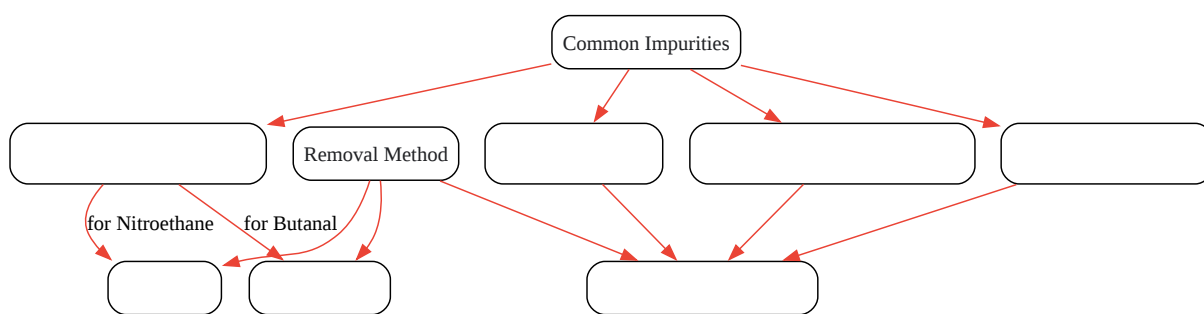 Common Impurities
Removal Method
for Nitroethane
for Butanal